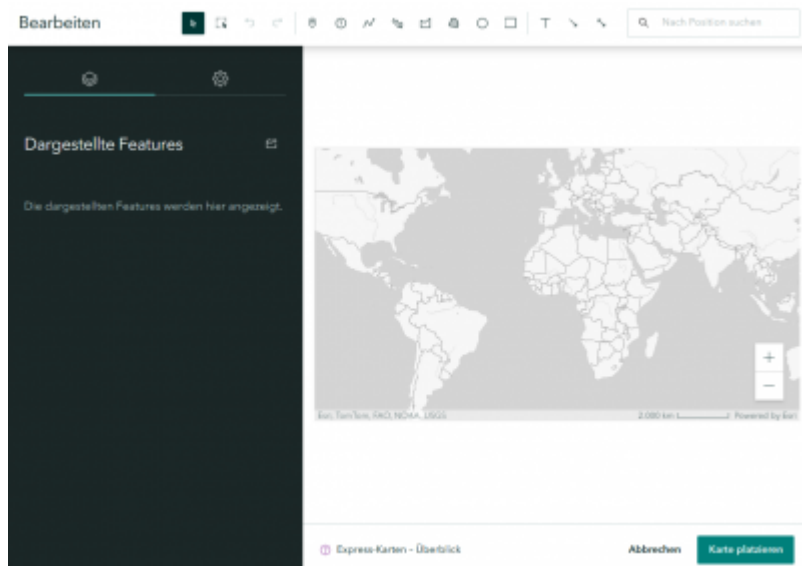 Bearbeiten
Nach Position suchen
Dargestellte Features
Die dargestellten Features werden hier angezeigt.
Esri, TomTom, FAO, NOAA, USGS
2.000 km
Powered by Esri
Express-Karten – Überblick
Abbrechen
Karte platzieren